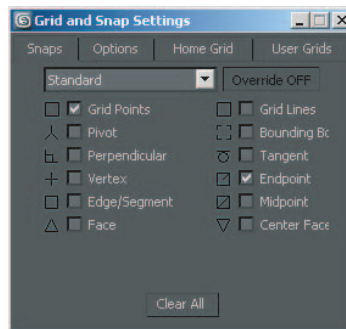 Grid and Snap Settings
Snaps Options Home Grid User Grids
Standard Override OFF
Grid Points Grid Lines
Pivot Bounding Bo
Perpendicular Tangent
Vertex Endpoint
Edge/Segment Midpoint
Face Center Face
Clear All